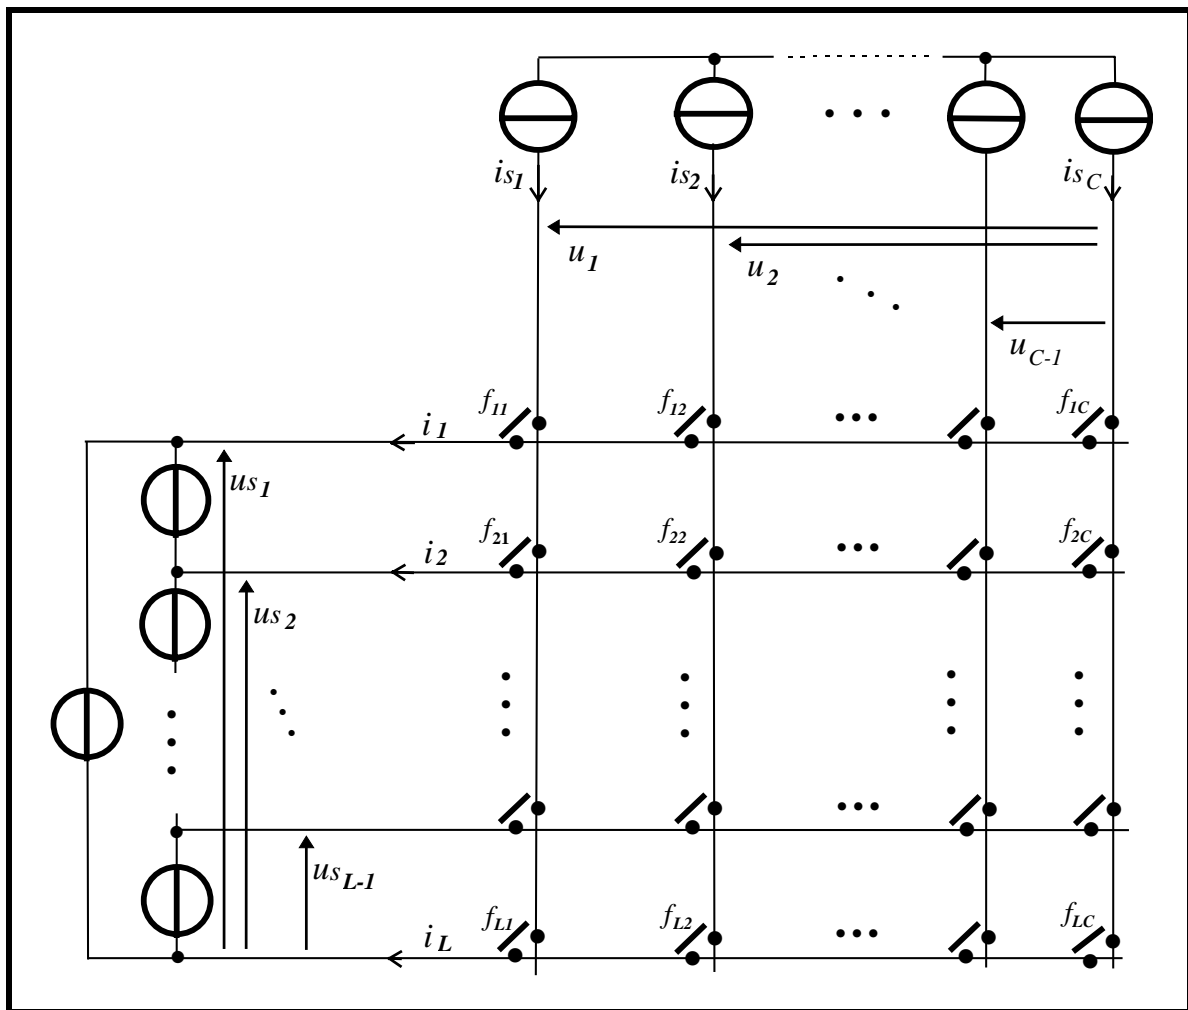 is1 is2 isC
u1
u2
uC-1
f11 f12 ••• f1C
i1
us1
f21 f22 ••• f2C
i2
us2
•••
usL-1
fL1 fL2 ••• fLC
iL